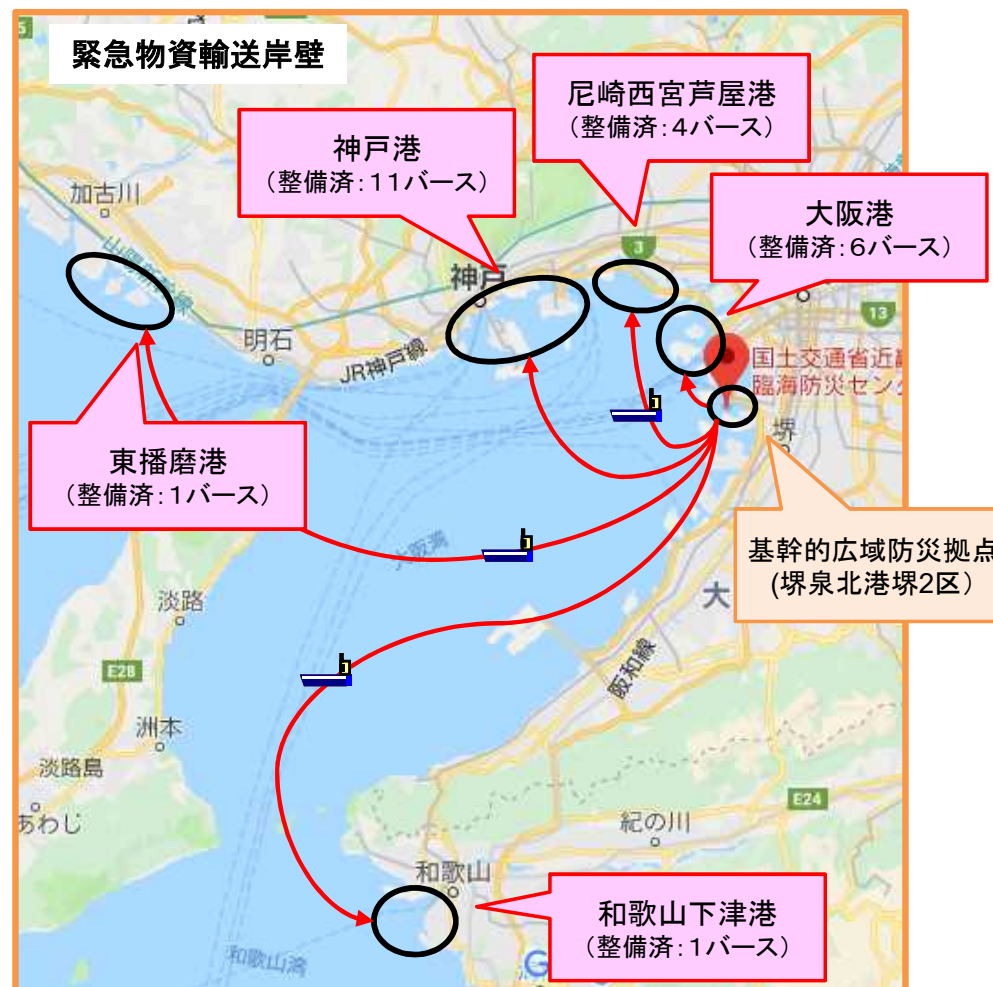 緊急物資輸送岸壁
尼崎西宮芦屋港
（整備済：4バース）
神戸港
（整備済：11バース）
大阪港
（整備済：6バース）
加古川
3
神戸
13
明石
JR神戸線
国土交通省近
臨海防災セン
堺
東播磨港
（整備済：1バース）
大阪湾
基幹的広域防災拠点
(堺泉北港堺2区）
大
淡路
阪和線
E28
洲本
淡路島
あわじ
E24
紀の川
和歌山
和歌山下津港
（整備済：1バース）
和歌山湾
G